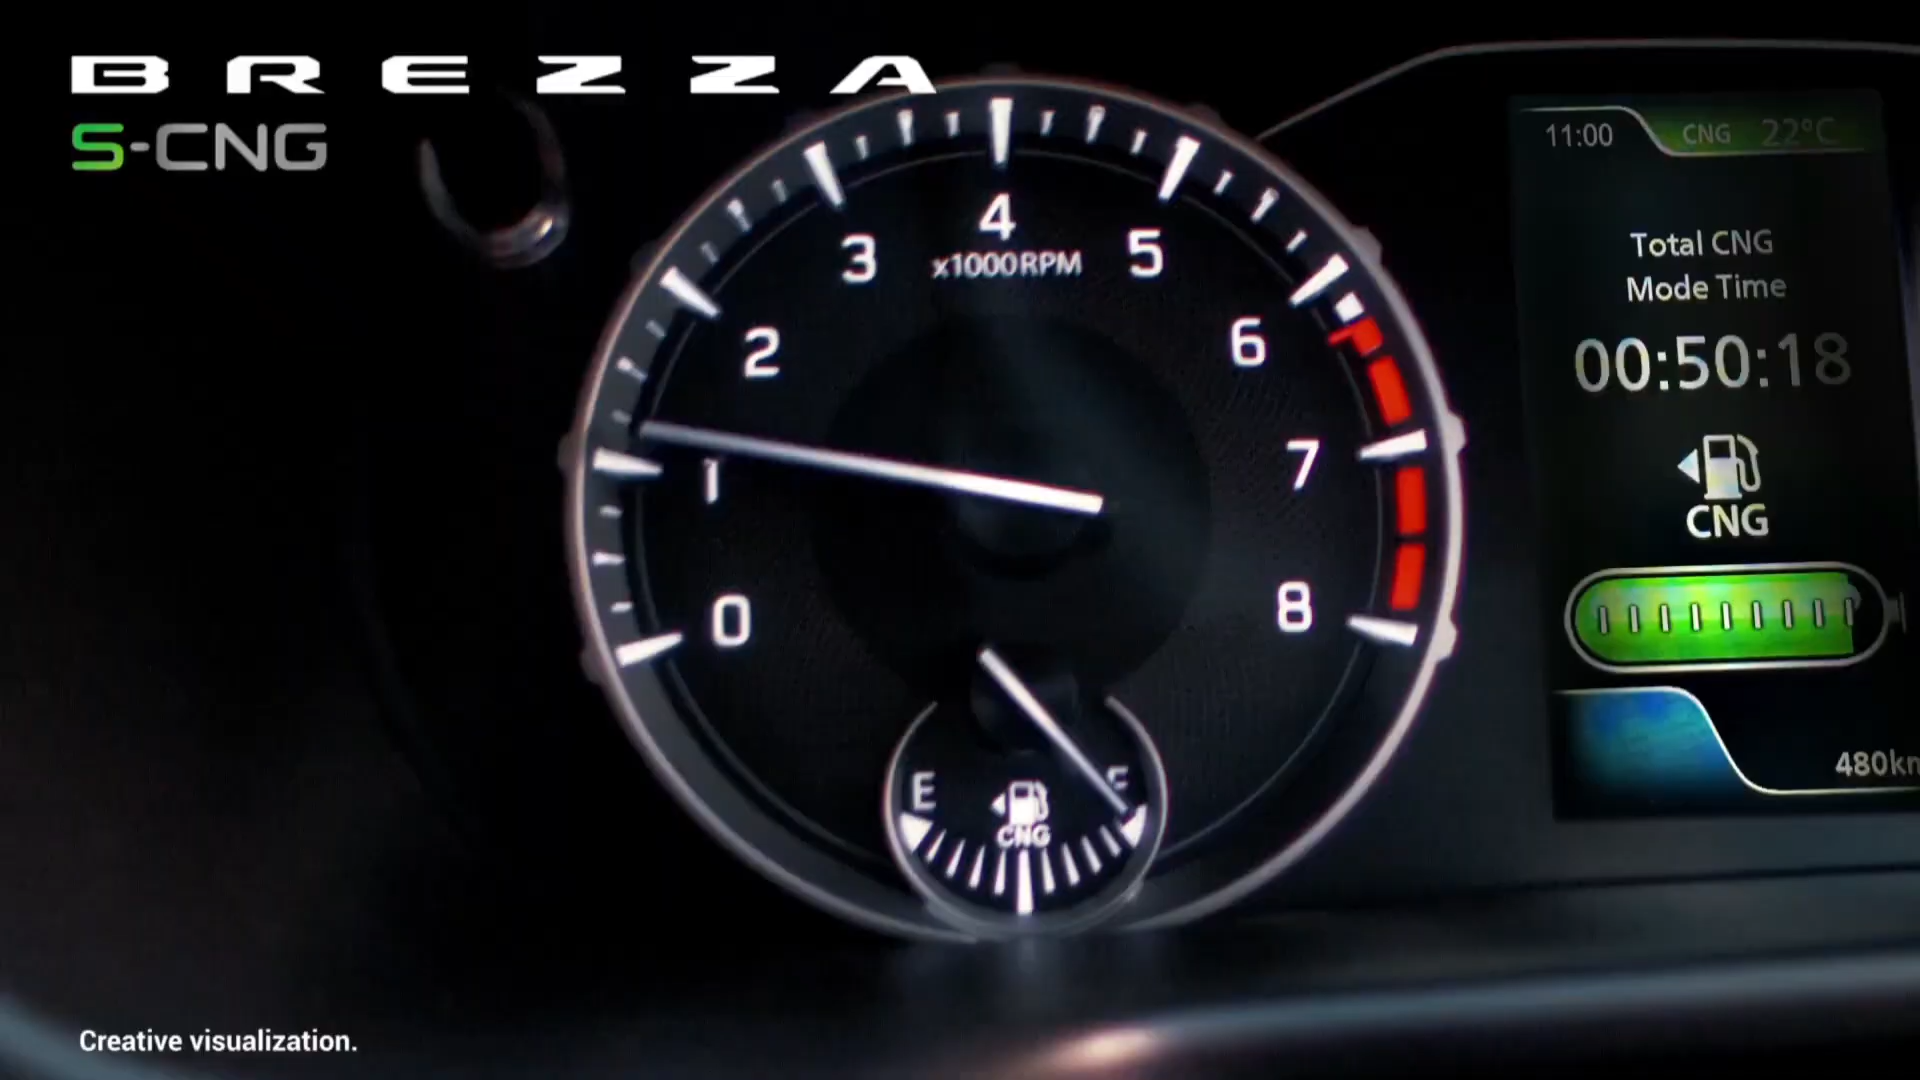 BREZZA
S-CNG
11:00 CNG 22°C
Total CNG
Mode Time
00:50:18
CNG
480km
4
x1000RPM
3
5
2
6
1
7
0
8
E F
CNG
Creative visualization.